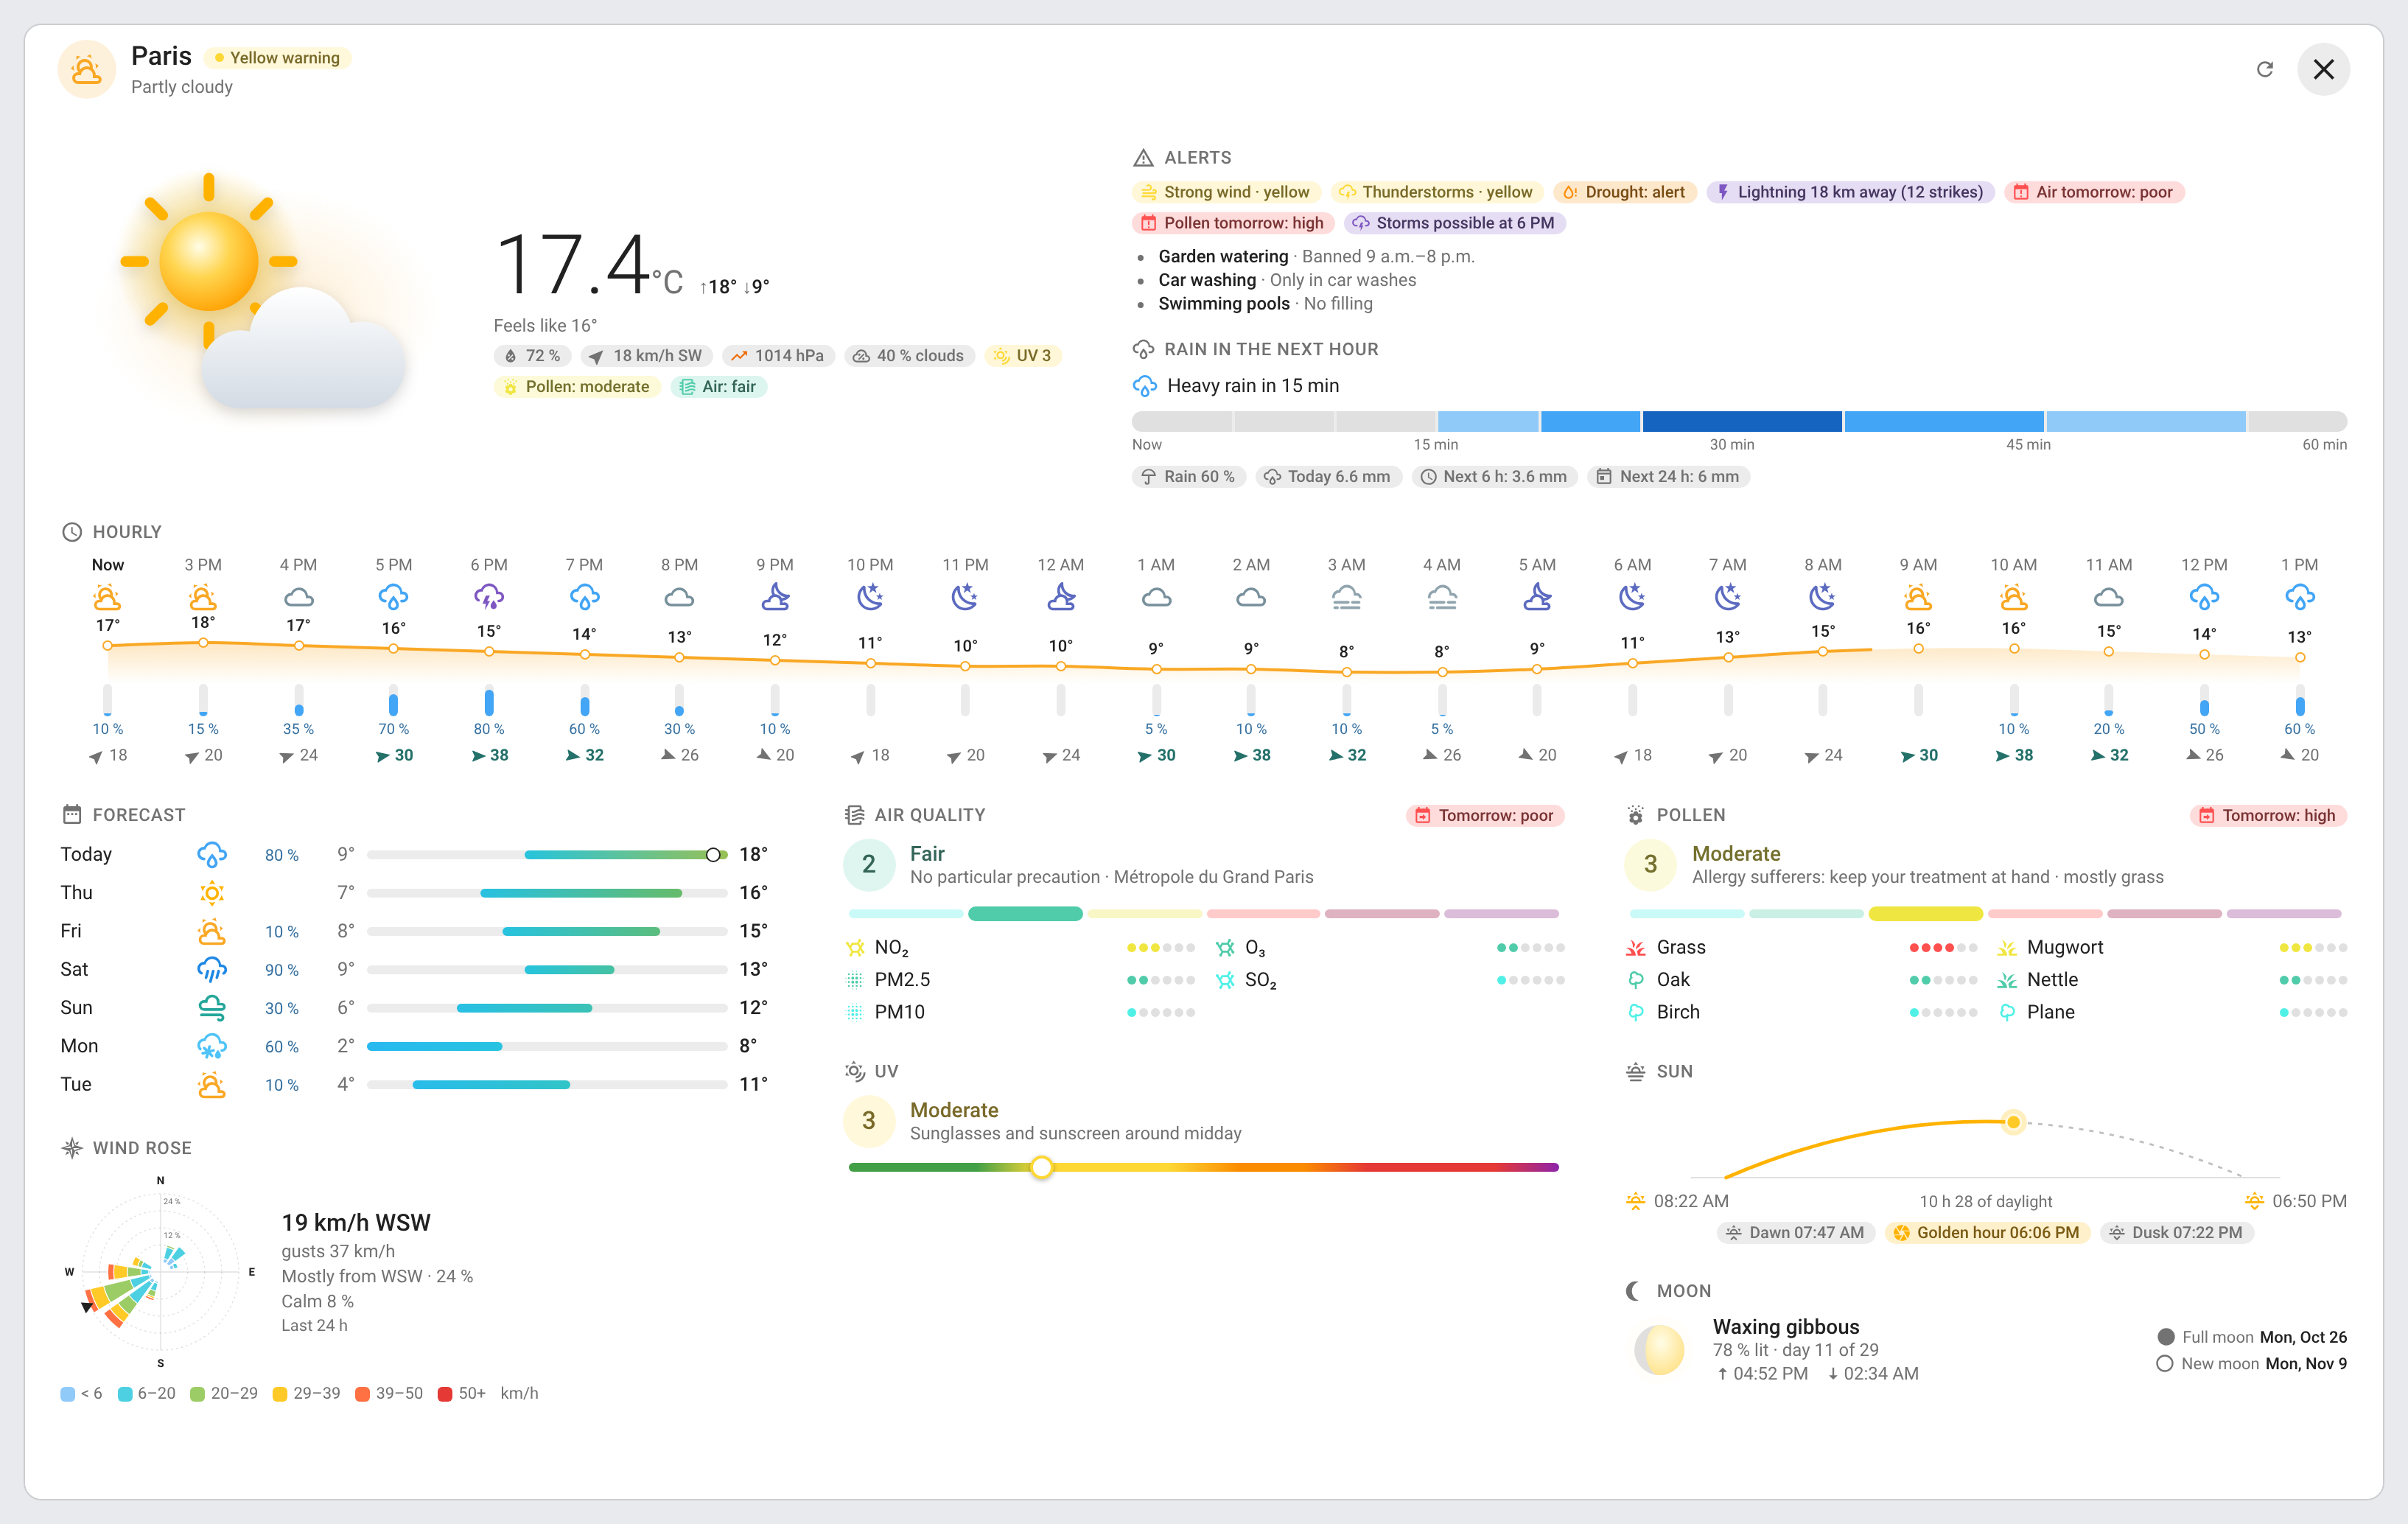 Paris
Yellow warning
Partly cloudy
17.4°C ↑18° ↓9°
Feels like 16°
72 % 18 km/h SW 1014 hPa 40 % clouds UV 3
Pollen: moderate Air: fair
ALERTS
Strong wind · yellow Thunderstorms · yellow Drought: alert Lightning 18 km away (12 strikes) Air tomorrow: poor
Pollen tomorrow: high Storms possible at 6 PM
• Garden watering · Banned 9 a.m.–8 p.m.
• Car washing · Only in car washes
• Swimming pools · No filling
RAIN IN THE NEXT HOUR
Heavy rain in 15 min
Now 15 min 30 min 45 min 60 min
Rain 60 % Today 6.6 mm Next 6 h: 3.6 mm Next 24 h: 6 mm
HOURLY
Now 3 PM 4 PM 5 PM 6 PM 7 PM 8 PM 9 PM 10 PM 11 PM 12 AM 1 AM 2 AM 3 AM 4 AM 5 AM 6 AM 7 AM 8 AM 9 AM 10 AM 11 AM 12 PM 1 PM
17° 18° 17° 16° 15° 14° 13° 12° 11° 10° 10° 9° 9° 8° 8° 9° 11° 13° 15° 16° 16° 15° 14° 13°
10 % 15 % 35 % 70 % 80 % 60 % 30 % 10 % 5 % 10 % 10 % 5 % 10 % 20 % 50 % 60 %
18 20 24 30 38 32 26 20 18 20 24 30 38 32 26 20 18 20 24 30 38 32 26 20
FORECAST
Today 80 % 9° 18°
Thu 7° 16°
Fri 10 % 8° 15°
Sat 90 % 9° 13°
Sun 30 % 6° 12°
Mon 60 % 2° 8°
Tue 10 % 4° 11°
WIND ROSE
N
24 %
12 %
W E
S
19 km/h WSW
gusts 37 km/h
Mostly from WSW · 24 %
Calm 8 %
Last 24 h
< 6 6–20 20–29 29–39 39–50 50+ km/h
AIR QUALITY Tomorrow: poor
2
Fair
No particular precaution · Métropole du Grand Paris
NO₂ O₃
PM2.5 SO₂
PM10
UV
3
Moderate
Sunglasses and sunscreen around midday
POLLEN Tomorrow: high
3
Moderate
Allergy sufferers: keep your treatment at hand · mostly grass
Grass Mugwort
Oak Nettle
Birch Plane
SUN
08:22 AM 10 h 28 of daylight 06:50 PM
Dawn 07:47 AM Golden hour 06:06 PM Dusk 07:22 PM
MOON
Waxing gibbous
78 % lit · day 11 of 29
↑ 04:52 PM ↓ 02:34 AM
Full moon Mon, Oct 26
New moon Mon, Nov 9